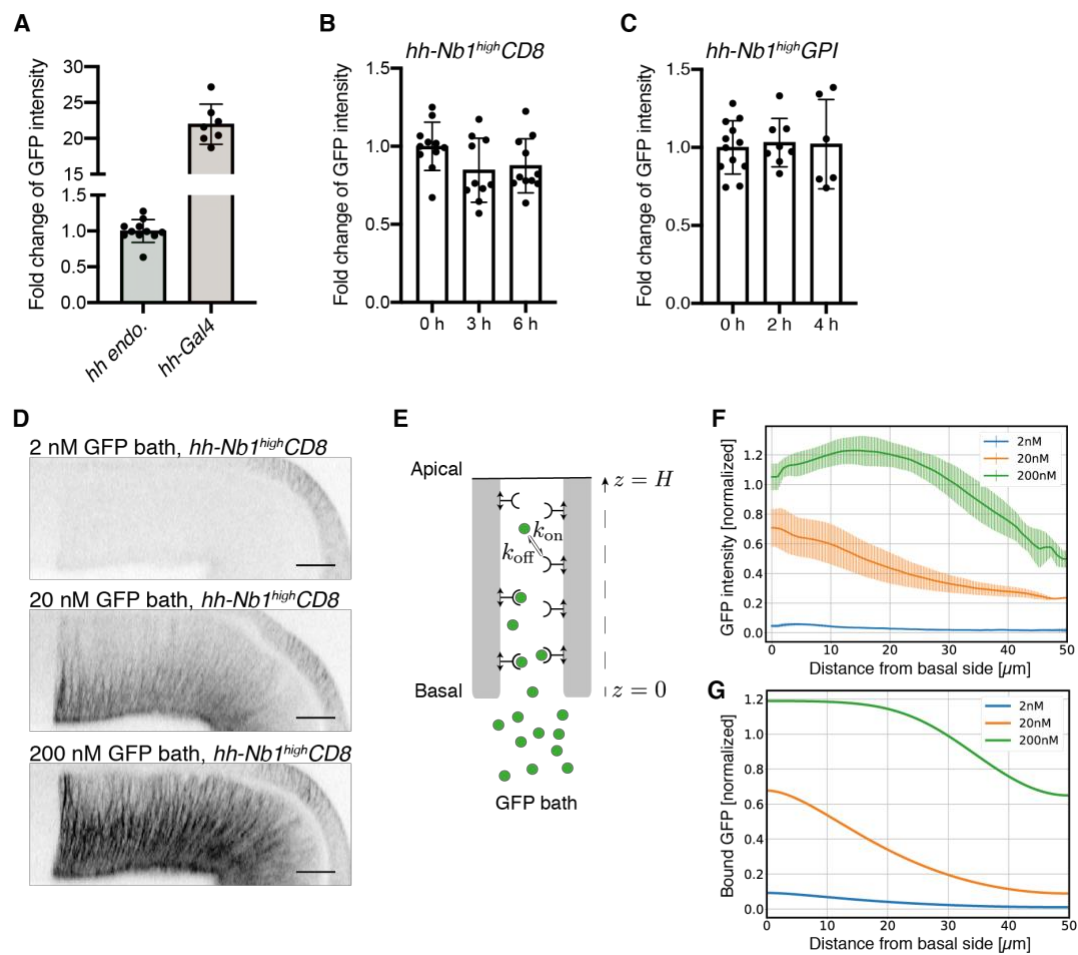 A
Fold change of GFP intensity
30
25
20
15
1.5
1.0
0.5
0.0
hh endo.
hh-Gal4
B
hh-Nb1highCD8
Fold change of GFP intensity
1.5
1.0
0.5
0.0
0 h 3 h 6 h
C
hh-Nb1highGPI
Fold change of GFP intensity
1.5
1.0
0.5
0.0
0 h 2 h 4 h
D
2 nM GFP bath, hh-Nb1highCD8
20 nM GFP bath, hh-Nb1highCD8
200 nM GFP bath, hh-Nb1highCD8
E
Apical
z = H
kon
koff
Basal
z = 0
GFP bath
F
GFP intensity [normalized]
1.2
1.0
0.8
0.6
0.4
0.2
0.0
2nM
20nM
200nM
0 10 20 30 40 50
Distance from basal side [μm]
G
Bound GFP [normalized]
1.2
0.9
0.6
0.4
0.2
0.0
2nM
20nM
200nM
0 10 20 30 40 50
Distance from basal side [μm]